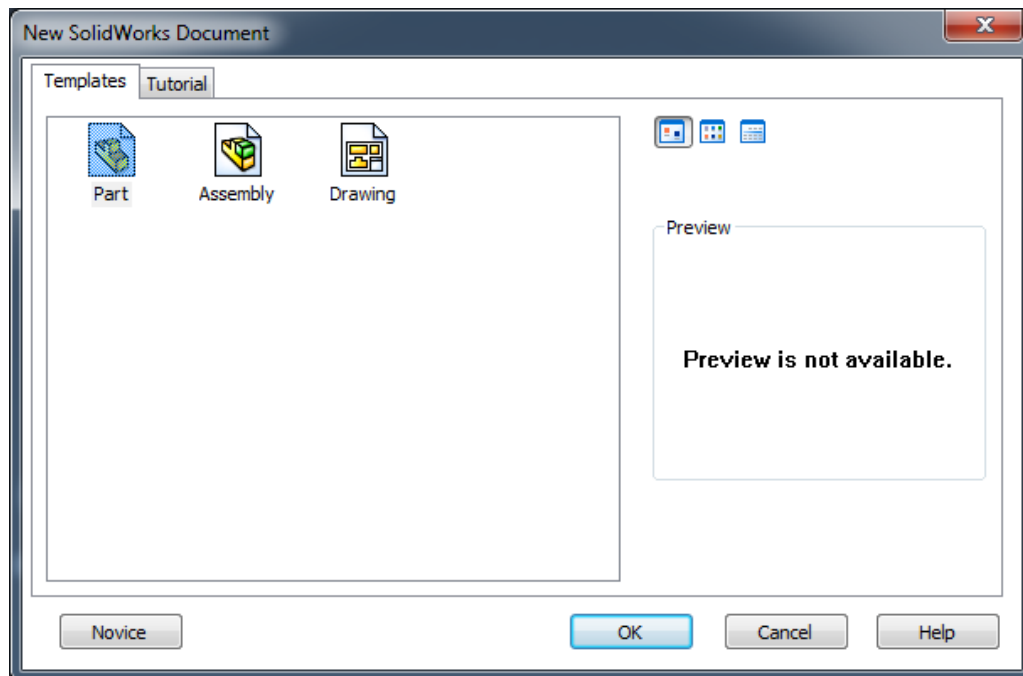 New SolidWorks Document
Templates Tutorial
Part Assembly Drawing
Preview
Preview is not available.
Novice OK Cancel Help